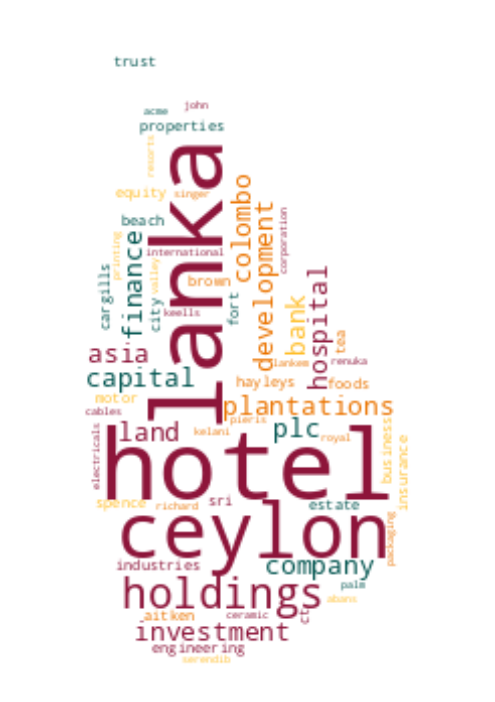 trust
john
acme
properties
resorts
equity
singer
lanka
colombo
beach
development
corporation
finance
international
printing
valley
cargills
city
brown
fort
keells
bank
hospital
tea
asia
lankem
renuka
capital
hayleys
foods
motor
plantations
cables
pieris
land
kelani
plc
royal
business
insurance
electricals
hotel
spence
richard
sri
estate
ceylon
packaging
industries
company
palm
holdings
abans
aitken
ceramic
ct
investment
engineering
serendib